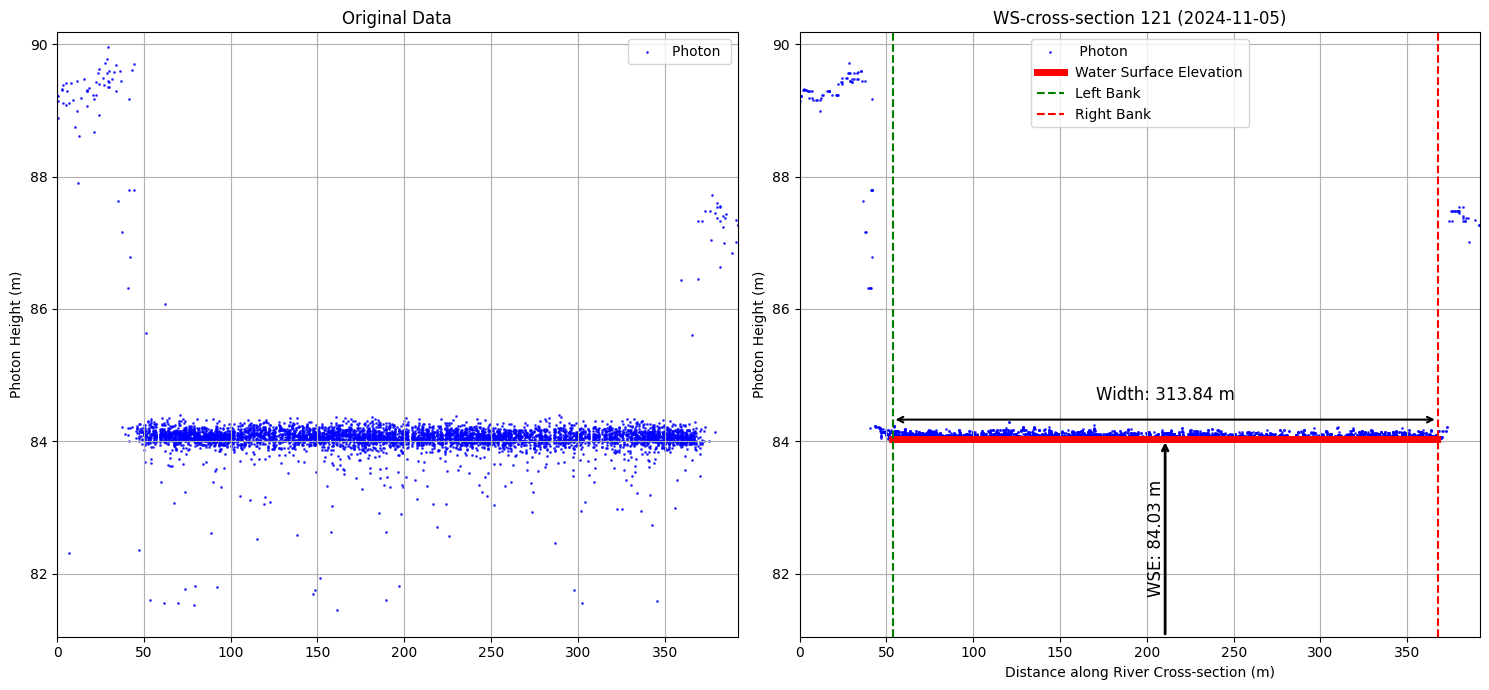 Original Data
90
88
86
84
82
0 50 100 150 200 250 300 350
Photon Height (m)
Photon
WS-cross-section 121 (2024-11-05)
90
88
86
84
82
0 50 100 150 200 250 300 350
Photon Height (m)
Distance along River Cross-section (m)
Photon
Water Surface Elevation
Left Bank
Right Bank
Width: 313.84 m
WSE: 84.03 m